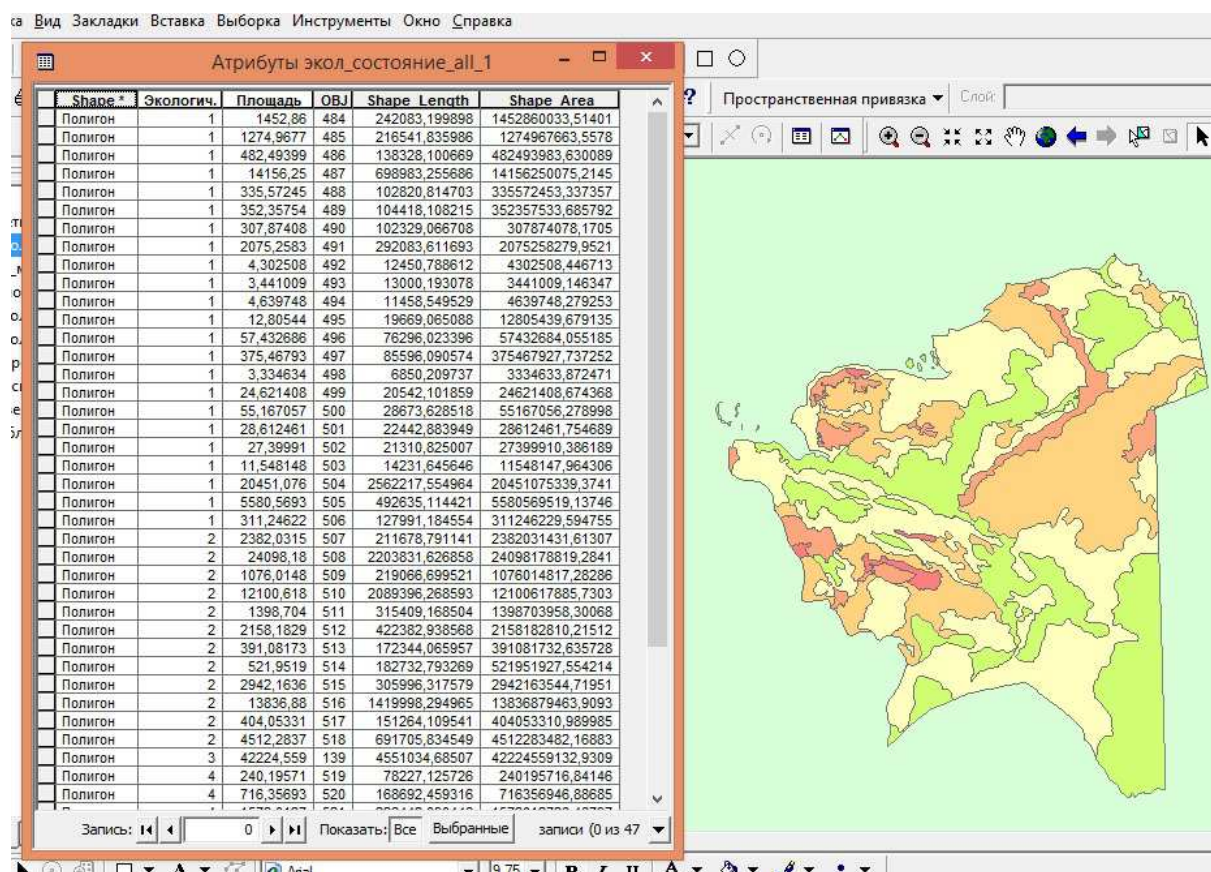 Вид Закладки Вставка Выборка Инструменты Окно Справка
Атрибуты экол_состояние_all_1
Пространственная привязка Слой:
Shape * Экологич. Площадь OBJ Shape_Length Shape_Area
Полигон 1 1452,86 484 242083,199898 1452860033,51401
Полигон 1 1274,9677 485 216541,835986 1274967663,5578
Полигон 1 482,49399 486 138328,100669 482493983,630089
Полигон 1 14156,25 487 698983,255686 14156250075,2145
Полигон 1 335,57245 488 102820,814703 335572453,337357
Полигон 1 352,35754 489 104418,108215 352357533,685792
Полигон 1 307,87408 490 102329,066708 307874078,1705
Полигон 1 2075,2583 491 292083,611693 2075258279,9521
Полигон 1 4,302508 492 12450,788612 4302508,446713
Полигон 1 3,441009 493 13000,193078 3441009,146347
Полигон 1 4,639748 494 11458,549529 4639748,279253
Полигон 1 12,80544 495 19669,065088 12805439,679135
Полигон 1 57,432686 496 76296,023396 57432684,055185
Полигон 1 375,46793 497 85596,090574 375467927,737252
Полигон 1 3,334634 498 6850,209737 3334633,872471
Полигон 1 24,621408 499 20542,101859 24621408,674368
Полигон 1 55,167057 500 28673,628518 55167056,278998
Полигон 1 28,612461 501 22442,883949 28612461,754689
Полигон 1 27,39991 502 21310,825007 27399910,386189
Полигон 1 11,548148 503 14231,645646 11548147,964306
Полигон 1 20451,076 504 2562217,554964 20451075339,3741
Полигон 1 5580,5693 505 492635,114421 5580569519,13746
Полигон 1 311,24622 506 127991,184554 311246229,594755
Полигон 2 2382,0315 507 211678,791141 2382031431,61307
Полигон 2 24098,18 508 2203831,626858 24098178819,2841
Полигон 2 1076,0148 509 219066,699521 1076014817,28286
Полигон 2 12100,618 510 2089396,268593 12100617885,7303
Полигон 2 1398,704 511 315409,168504 1398703958,30068
Полигон 2 2158,1829 512 422382,938568 2158182810,21512
Полигон 2 391,08173 513 172344,065957 391081732,635728
Полигон 2 521,9519 514 182732,793269 521951927,554214
Полигон 2 2942,1636 515 305996,317579 2942163544,71951
Полигон 2 13836,88 516 1419998,294965 13836879463,9093
Полигон 2 404,05331 517 151264,109541 404053310,989985
Полигон 2 4512,2837 518 691705,834549 4512283482,16883
Полигон 3 42224,559 139 4551034,68507 42224559132,9309
Полигон 4 240,19571 519 78227,125726 240195716,84146
Полигон 4 716,35693 520 168692,459316 716356946,88685
Запись: 0 Показать: Все Выбранные записи (0 из 47
Arial 9,75